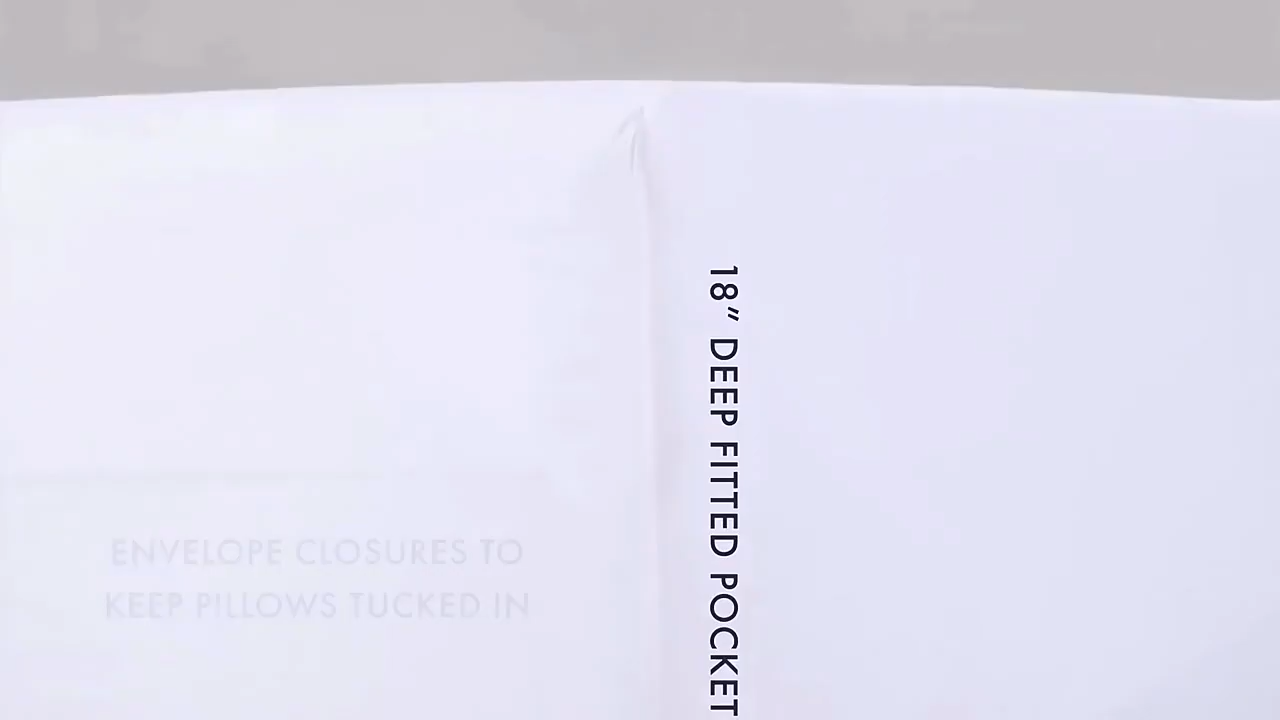 18” DEEP FITTED POCKET
ENVELOPE CLOSURES TO
KEEP PILLOWS TUCKED IN